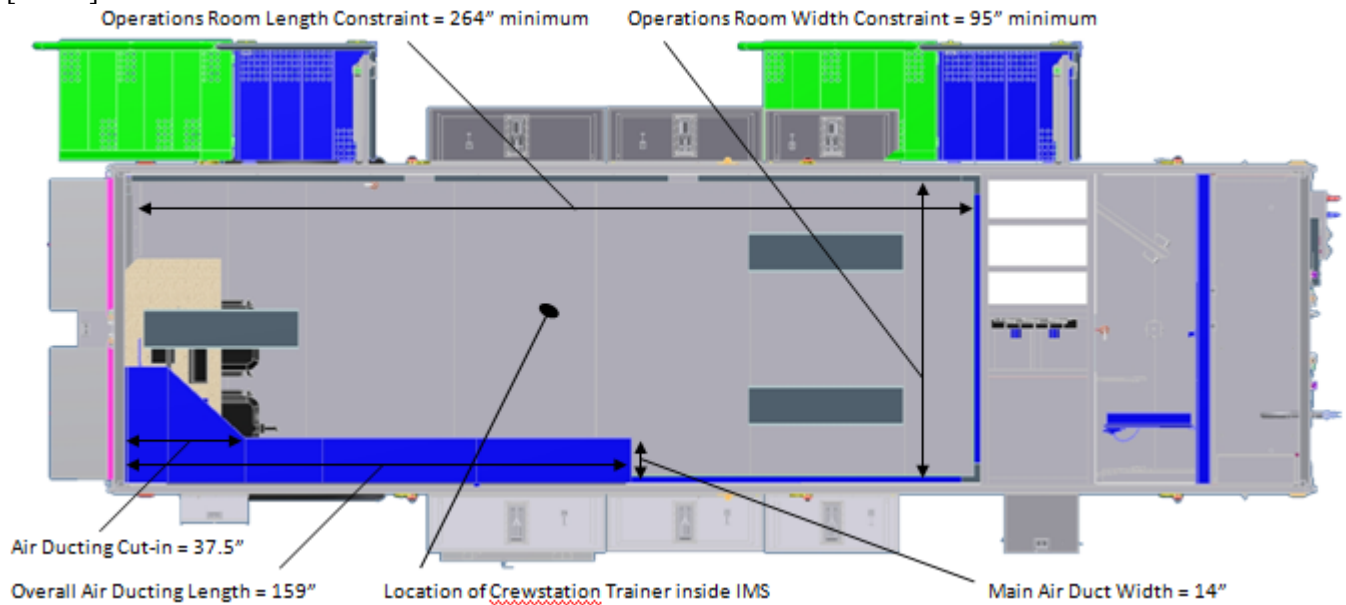 Operations Room Length Constraint = 264” minimum
Operations Room Width Constraint = 95” minimum
Air Ducting Cut-in = 37.5”
Overall Air Ducting Length = 159”
Location of Crewstation Trainer inside IMS
Main Air Duct Width = 14”